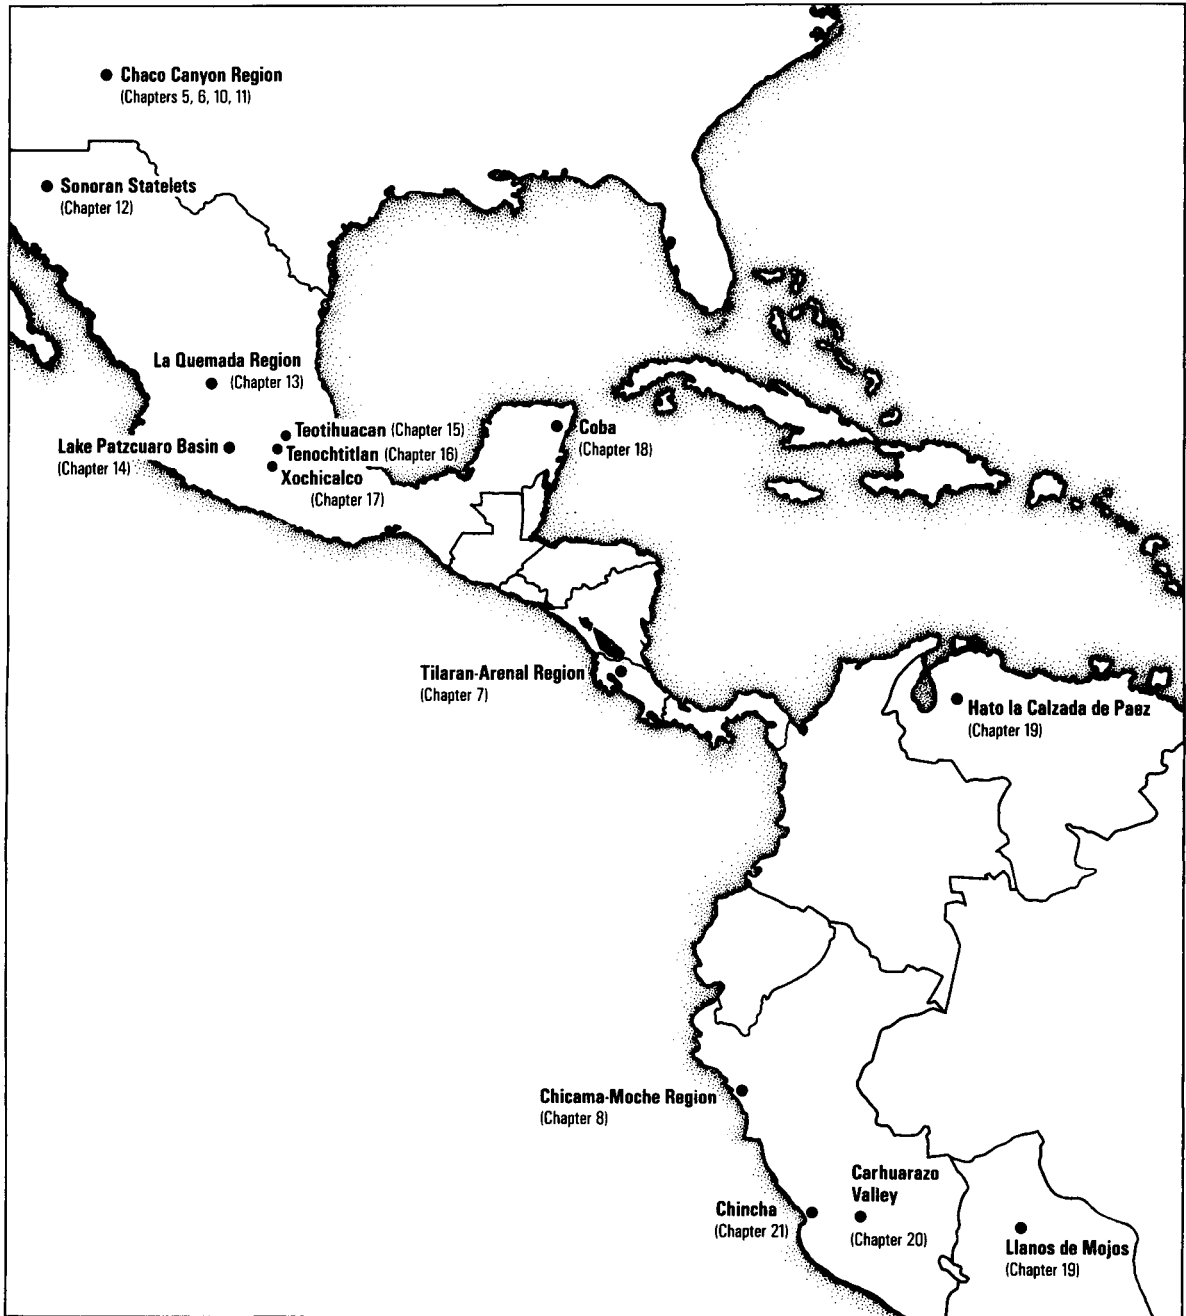 Chaco Canyon Region
(Chapters 5, 6, 10, 11)
Sonoran Statelets
(Chapter 12)
La Quemada Region
(Chapter 13)
Teotihuacan (Chapter 15)
Lake Patzcuaro Basin
(Chapter 14)
Tenochtitlan (Chapter 16)
Xochicalco
(Chapter 17)
Coba
(Chapter 18)
Tilaran-Arenal Region
(Chapter 7)
Hato la Calzada de Paez
(Chapter 19)
Chicama-Moche Region
(Chapter 8)
Carhuarazo
Valley
(Chapter 20)
Chincha
(Chapter 21)
Llanos de Mojos
(Chapter 19)